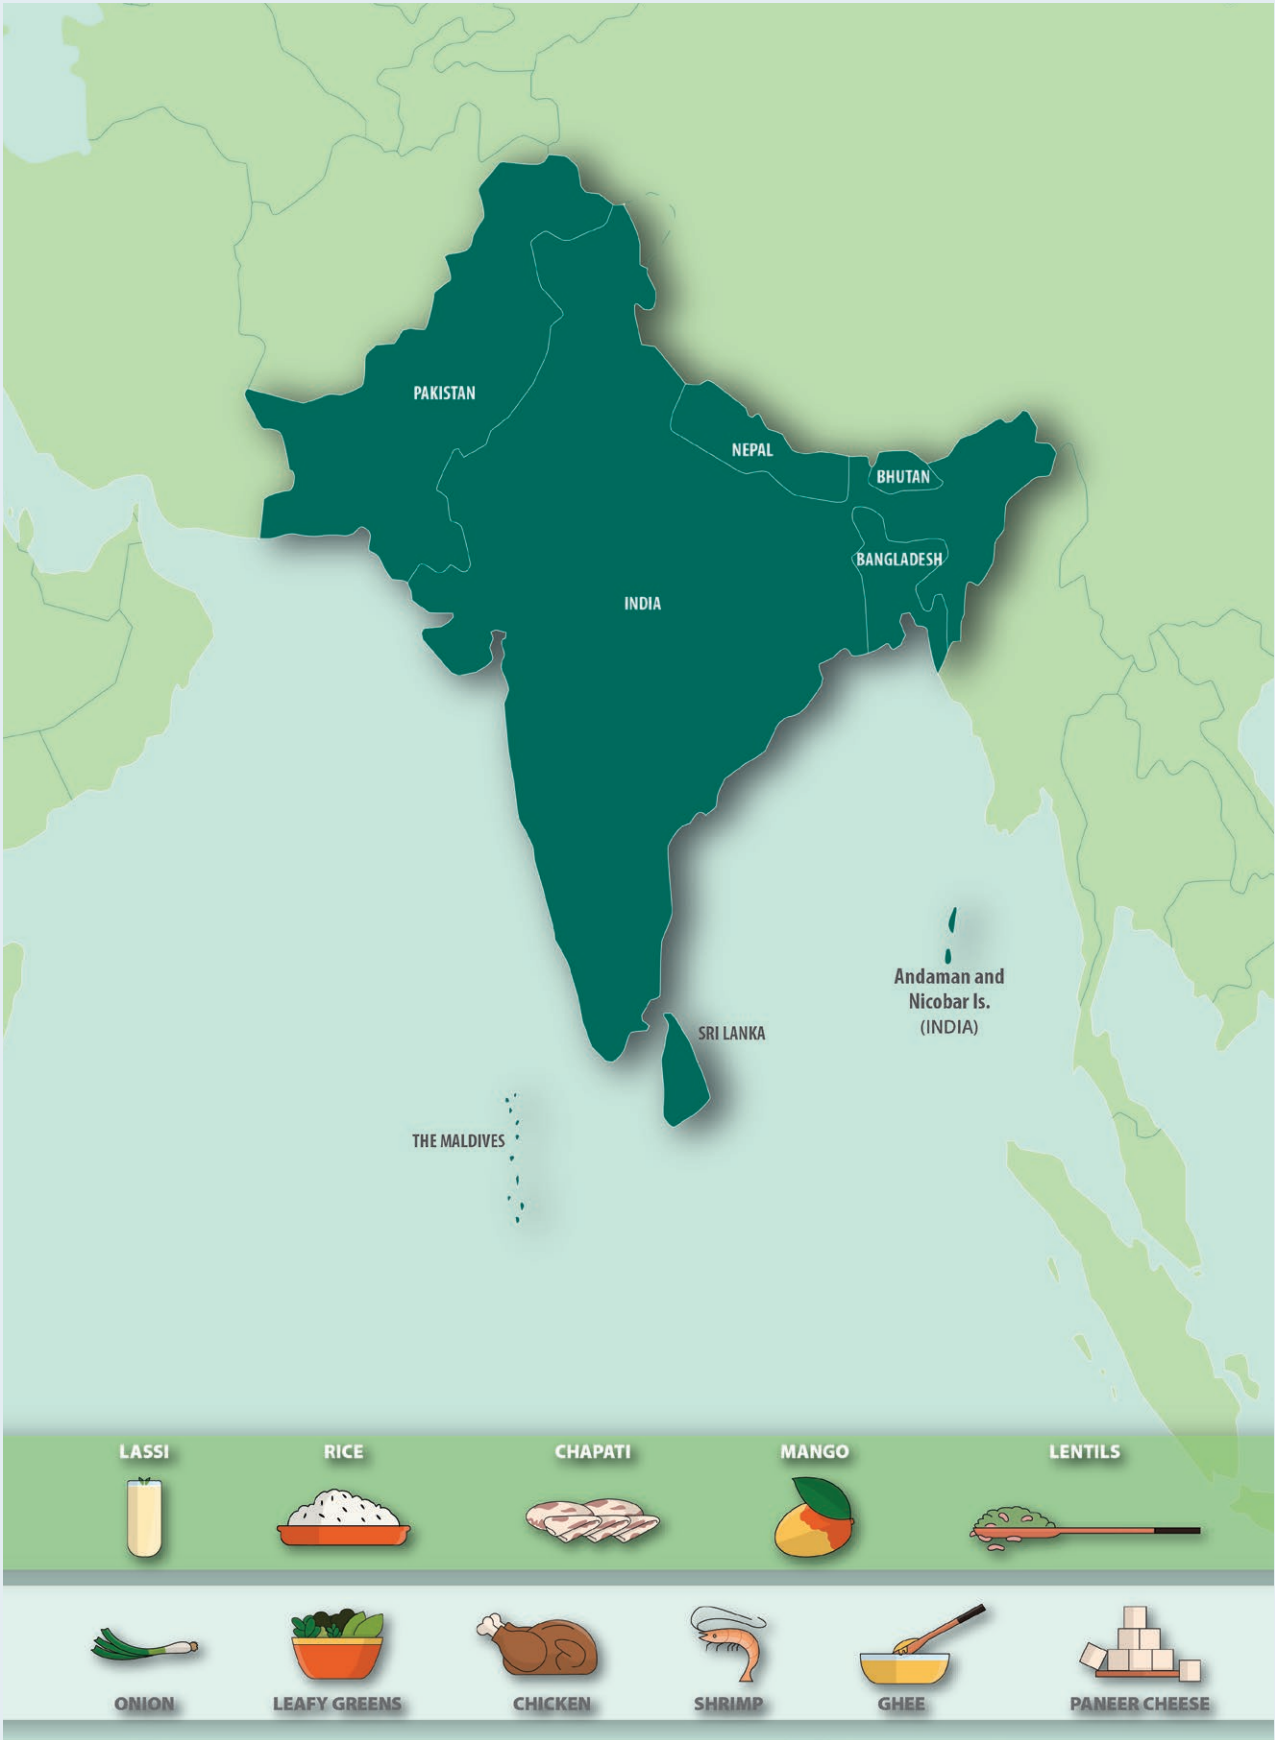 PAKISTAN
NEPAL
BHUTAN
BANGLADESH
INDIA
Andaman and
Nicobar Is.
(INDIA)
SRI LANKA
THE MALDIVES
LASSI
RICE
CHAPATI
MANGO
LENTILS
ONION
LEAFY GREENS
CHICKEN
SHRIMP
GHEE
PANEER CHEESE